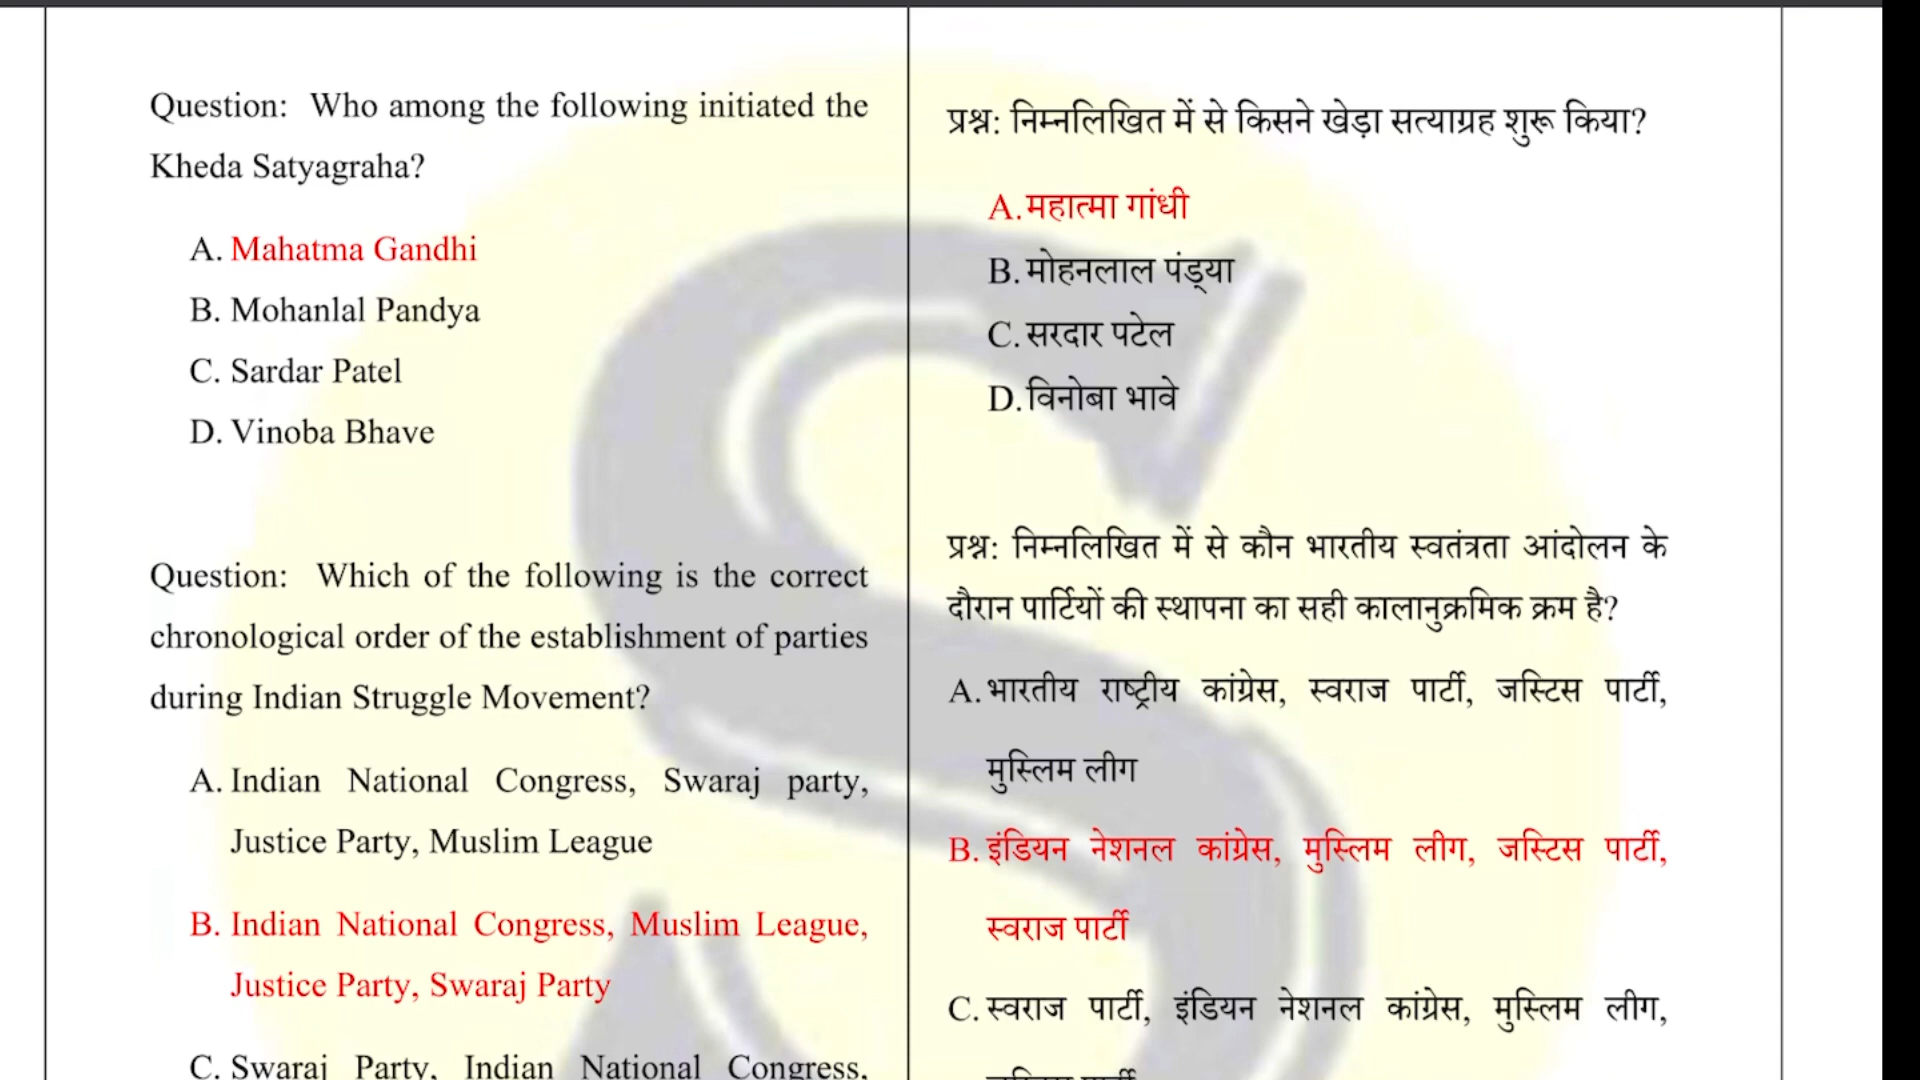 Question: Who among the following initiated the
Kheda Satyagraha?
A. Mahatma Gandhi
B. Mohanlal Pandya
C. Sardar Patel
D. Vinoba Bhave
Question: Which of the following is the correct
chronological order of the establishment of parties
during Indian Struggle Movement?
A. Indian National Congress, Swaraj party,
Justice Party, Muslim League
B. Indian National Congress, Muslim League,
Justice Party, Swaraj Party
C. Swaraj Party, Indian National Congress,
प्रश्न: निम्नलिखित में से किसने खेड़ा सत्याग्रह शुरू किया?
A. महात्मा गांधी
B. मोहनलाल पंड्या
C. सरदार पटेल
D. विनोबा भावे
प्रश्न: निम्नलिखित में से कौन भारतीय स्वतंत्रता आंदोलन के
दौरान पार्टियों की स्थापना का सही कालानुक्रमिक क्रम है?
A. भारतीय राष्ट्रीय कांग्रेस, स्वराज पार्टी, जस्टिस पार्टी,
मुस्लिम लीग
B. इंडियन नेशनल कांग्रेस, मुस्लिम लीग, जस्टिस पार्टी,
स्वराज पार्टी
C. स्वराज पार्टी, इंडियन नेशनल कांग्रेस, मुस्लिम लीग,